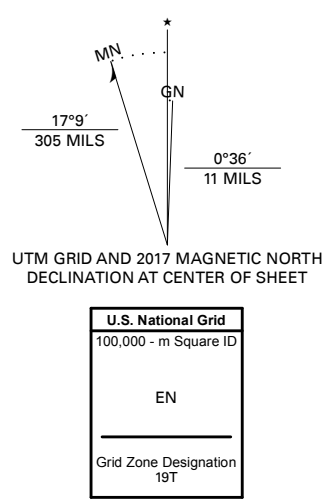 ★
MN
GN
17°9´
305 MILS
0°36´
11 MILS
UTM GRID AND 2017 MAGNETIC NORTH
DECLINATION AT CENTER OF SHEET
U.S. National Grid
100,000 - m Square ID
EN
Grid Zone Designation
19T